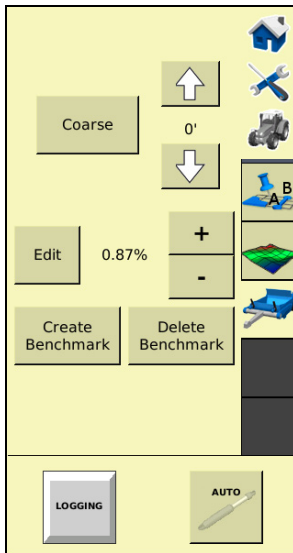 Coarse
0'
A B
Edit
0.87%
+
-
Create
Benchmark
Delete
Benchmark
LOGGING
AUTO